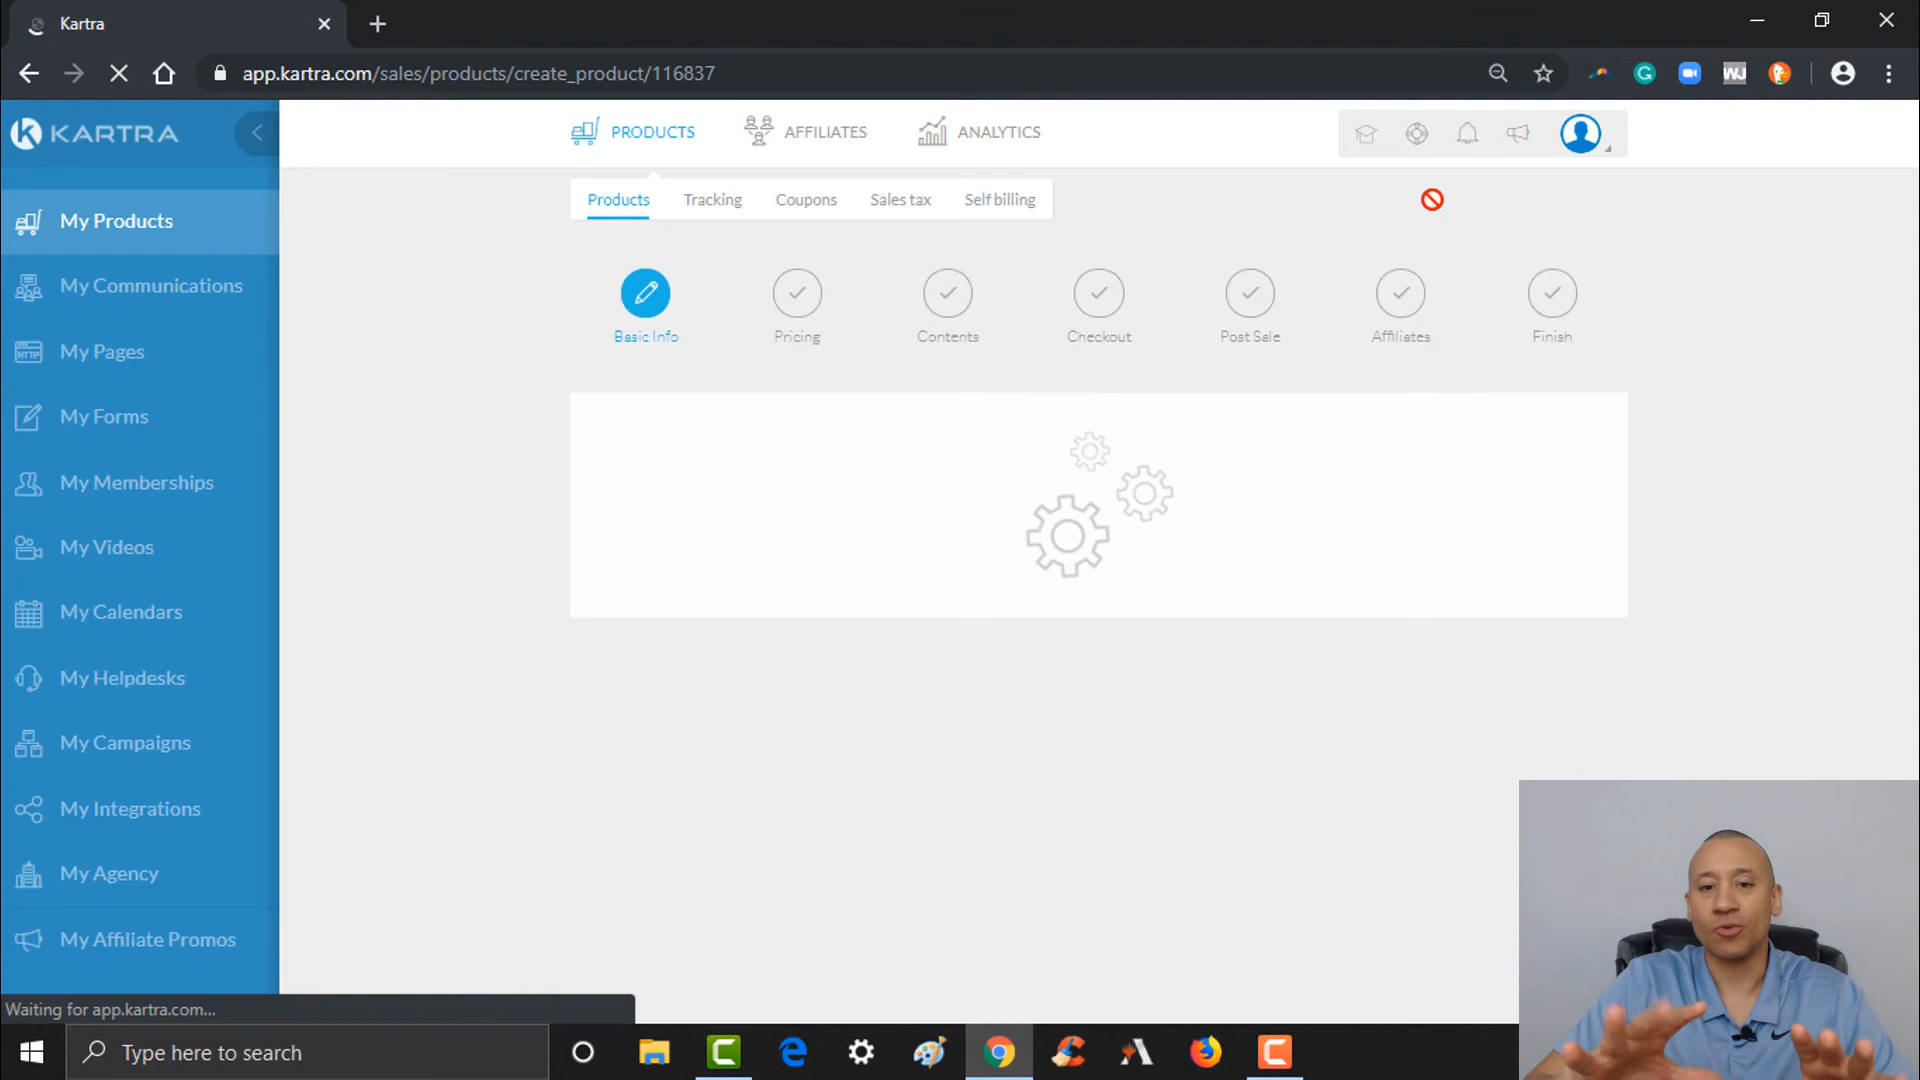 Kartra
app.kartra.com/sales/products/create_product/116837
KARTRA
PRODUCTS
AFFILIATES
ANALYTICS
Products
Tracking
Coupons
Sales tax
Self billing
My Products
My Communications
My Pages
My Forms
My Memberships
My Videos
My Calendars
My Helpdesks
My Campaigns
My Integrations
My Agency
My Affiliate Promos
Basic Info
Pricing
Contents
Checkout
Post Sale
Affiliates
Finish
HTTP
WJ
Waiting for app.kartra.com...
Type here to search